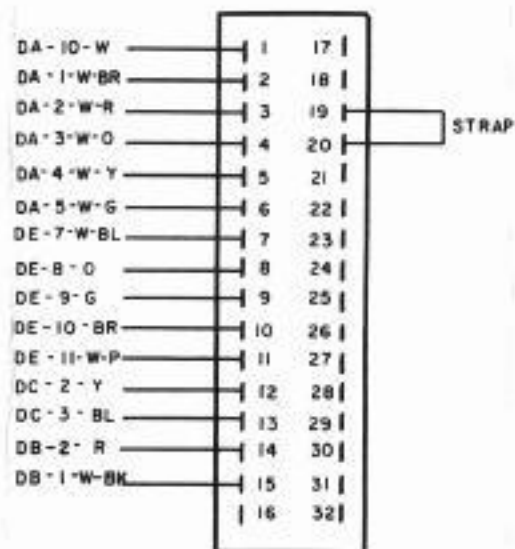 DA-10-W 1 17
DA-1-W-BR 2 18
DA-2-W-R 3 19
STRAP
DA-3-W-O 4 20
DA-4-W-Y 5 21
DA-5-W-G 6 22
DE-7-W-BL 7 23
DE-8-O 8 24
DE-9-G 9 25
DE-10-BR 10 26
DE-11-W-P 11 27
DC-2-Y 12 28
DC-3-BL 13 29
DB-2-R 14 30
DB-1-W-BK 15 31
16 32